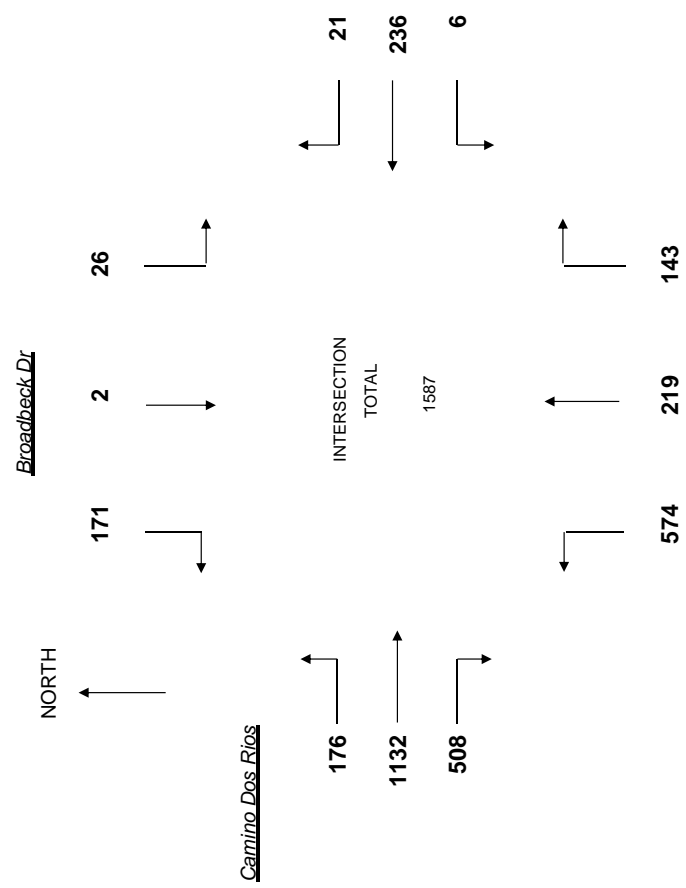 NORTH
Broadbeck Dr
171
2
26
Camino Dos Rios
176
1132
508
INTERSECTION
TOTAL
1587
21
236
6
574
219
143